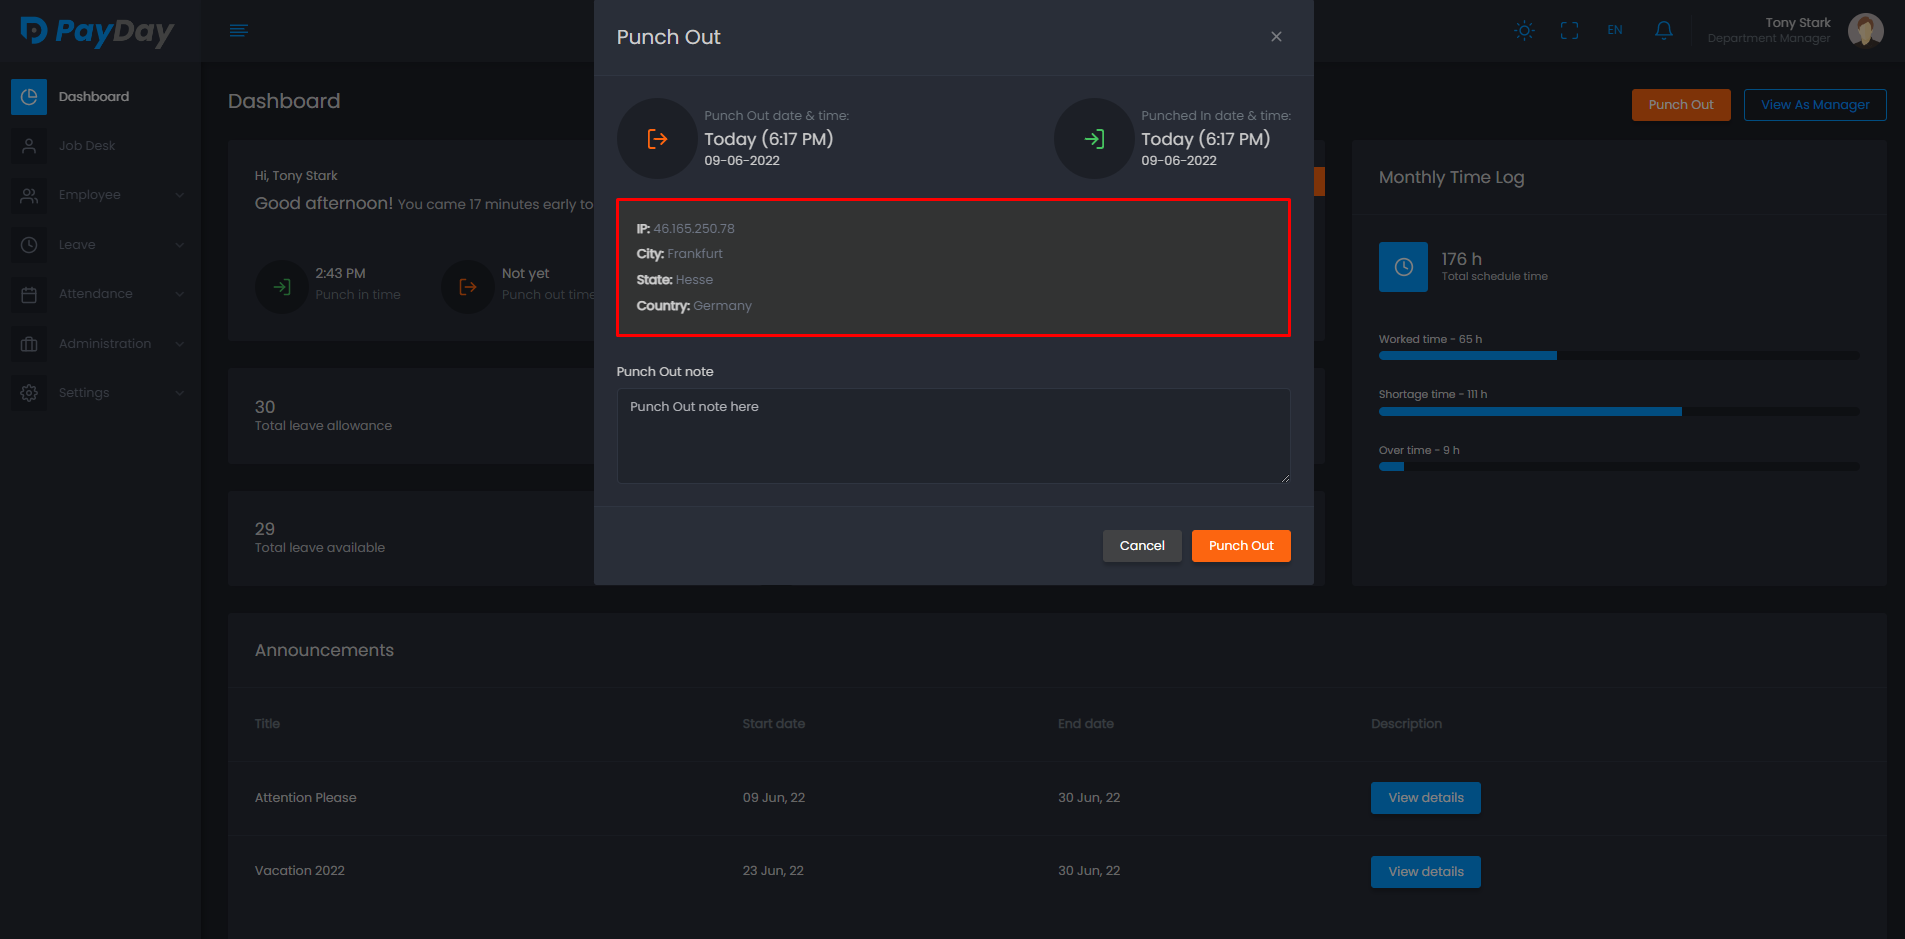 PayDay
Tony Stark
Department Manager
EN
Dashboard
Job Desk
Employee
Leave
Attendance
Administration
Settings
Dashboard
Punch Out
View As Manager
Hi, Tony Stark
Good afternoon! You came 17 minutes early to
2:43 PM
Punch in time
Not yet
Punch out time
30
Total leave allowance
29
Total leave available
Punch Out
Punch Out date & time:
Today (6:17 PM)
09-06-2022
Punched In date & time:
Today (6:17 PM)
09-06-2022
IP: 46.165.250.78
City: Frankfurt
State: Hesse
Country: Germany
Punch Out note
Punch Out note here
Cancel
Punch Out
Monthly Time Log
176 h
Total schedule time
Worked time - 65 h
Shortage time - 111 h
Over time - 9 h
Announcements
Title Start date End date Description
Attention Please 09 Jun, 22 30 Jun, 22 View details
Vacation 2022 23 Jun, 22 30 Jun, 22 View details